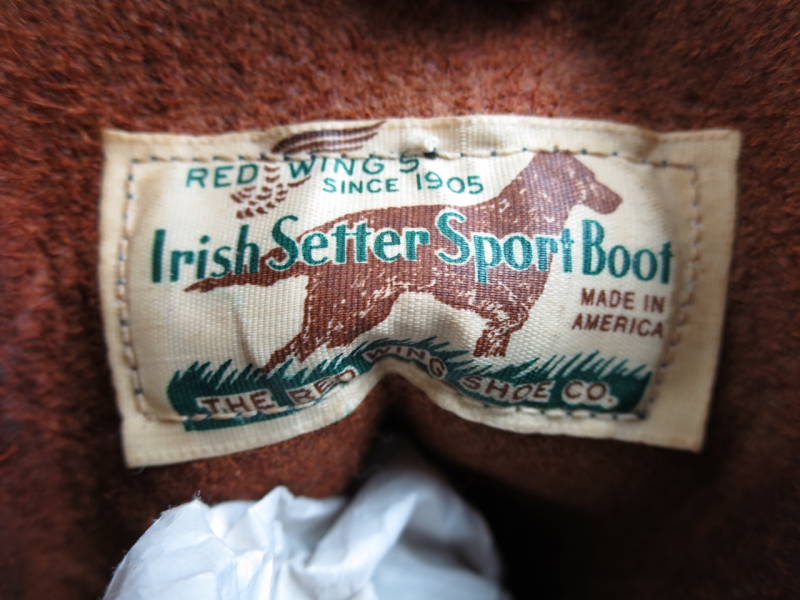 RED WING'S
SINCE 1905
Irish Setter Sport Boot
MADE IN
AMERICA
THE RED WING SHOE CO.